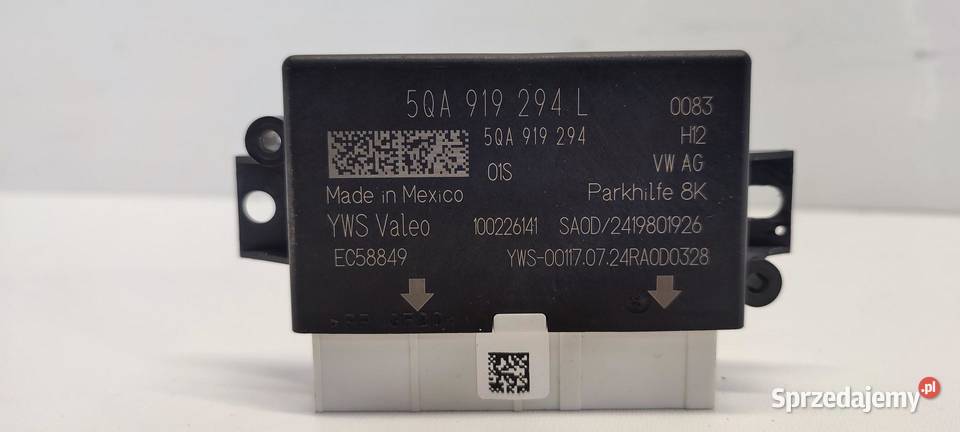 5QA 919 294 L
0083
5QA 919 294
H12
01S
VW AG
Made in Mexico
Parkhilfe 8K
YWS Valeo
100226141
SA0D/2419801926
EC58849
YWS-00117.07.24RA0D0328
Sprzedajemy.pl